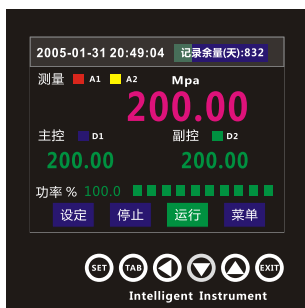 2005-01-31 20:49:04 记录余量(天):832
测量 A1 A2 Mpa
200.00
主控 D1 副控 D2
200.00 200.00
功率% 100.0
设定 停止 运行 菜单
SET TAB EXIT
Intelligent Instrument